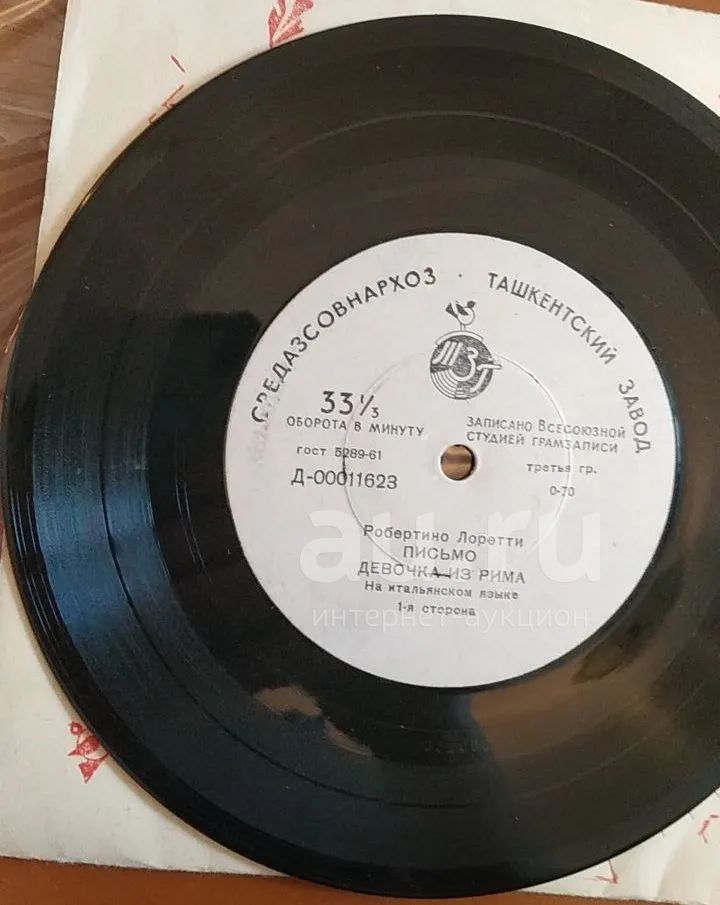 СРЕДАЗСОВНАРХОЗ · ТАШКЕНТСКИЙ ЗАВОД
ТЗГ
33 1/3
ОБОРОТА В МИНУТУ
ЗАПИСАНО ВСЕСОЮЗНОЙ
СТУДИЕЙ ГРАМЗАПИСИ
ГОСТ 5289-61
третья гр.
Д-00011623
0-70
Робертино Лоретти
ПИСЬМО
ДЕВОЧКА ИЗ РИМА
На итальянском языке
1-я сторона
au.ru
интернет-аукцион